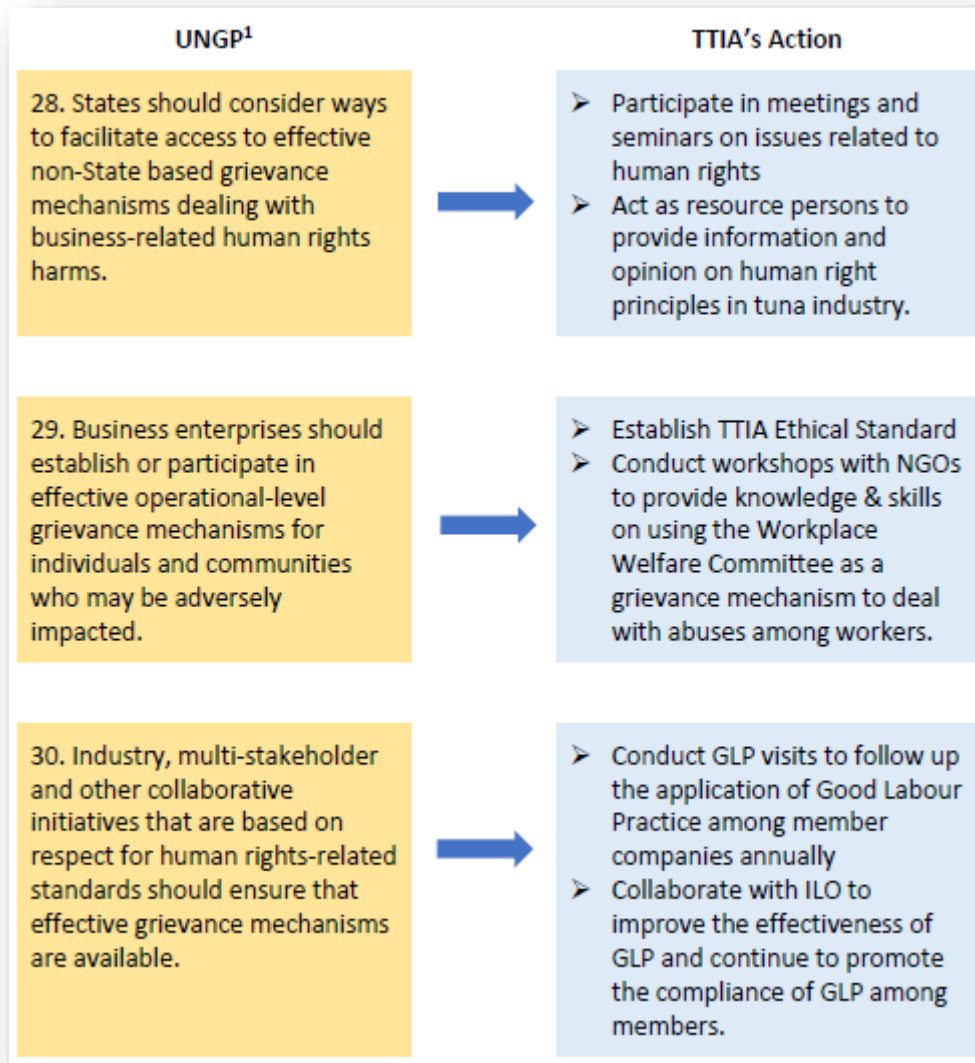 UNGP¹
TTIA's Action
28. States should consider ways
to facilitate access to effective
non-State based grievance
mechanisms dealing with
business-related human rights
harms.
➢ Participate in meetings and
seminars on issues related to
human rights
➢ Act as resource persons to
provide information and
opinion on human right
principles in tuna industry.
29. Business enterprises should
establish or participate in
effective operational-level
grievance mechanisms for
individuals and communities
who may be adversely
impacted.
➢ Establish TTIA Ethical Standard
➢ Conduct workshops with NGOs
to provide knowledge & skills
on using the Workplace
Welfare Committee as a
grievance mechanism to deal
with abuses among workers.
30. Industry, multi-stakeholder
and other collaborative
initiatives that are based on
respect for human rights-related
standards should ensure that
effective grievance mechanisms
are available.
➢ Conduct GLP visits to follow up
the application of Good Labour
Practice among member
companies annually
➢ Collaborate with ILO to
improve the effectiveness of
GLP and continue to promote
the compliance of GLP among
members.